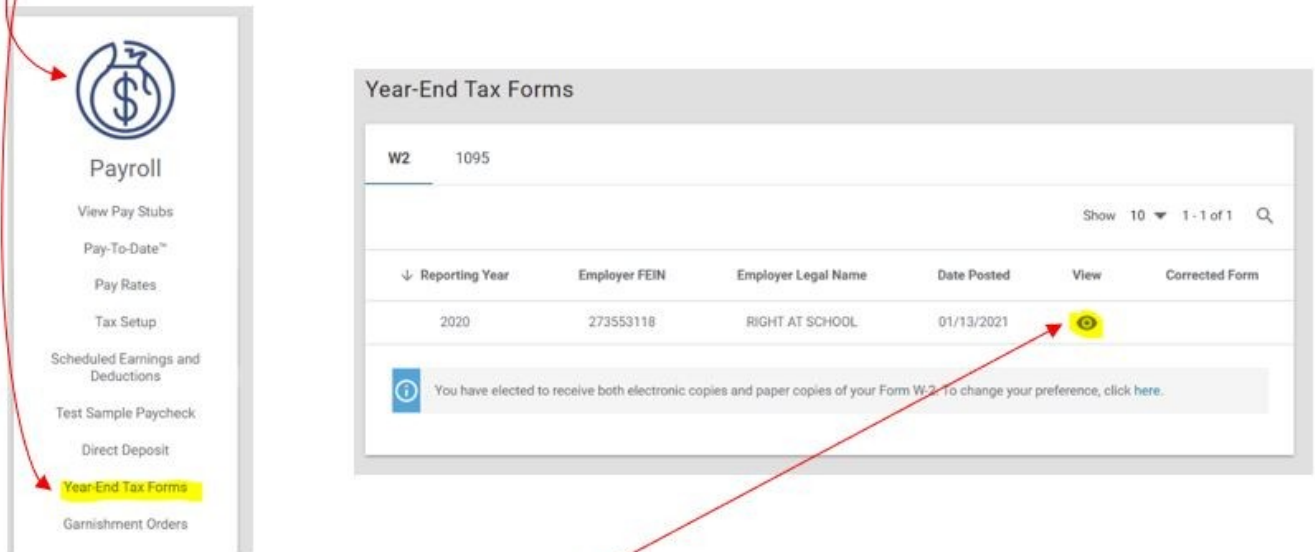 Payroll
View Pay Stubs
Pay-To-Date™
Pay Rates
Tax Setup
Scheduled Earnings and
Deductions
Test Sample Paycheck
Direct Deposit
Year-End Tax Forms
Garnishment Orders
Year-End Tax Forms
W2 1095
Show 10 1 - 1 of 1
Reporting Year Employer FEIN Employer Legal Name Date Posted View Corrected Form
2020 273553118 RIGHT AT SCHOOL 01/13/2021
You have elected to receive both electronic copies and paper copies of your Form W-2. To change your preference, click here.